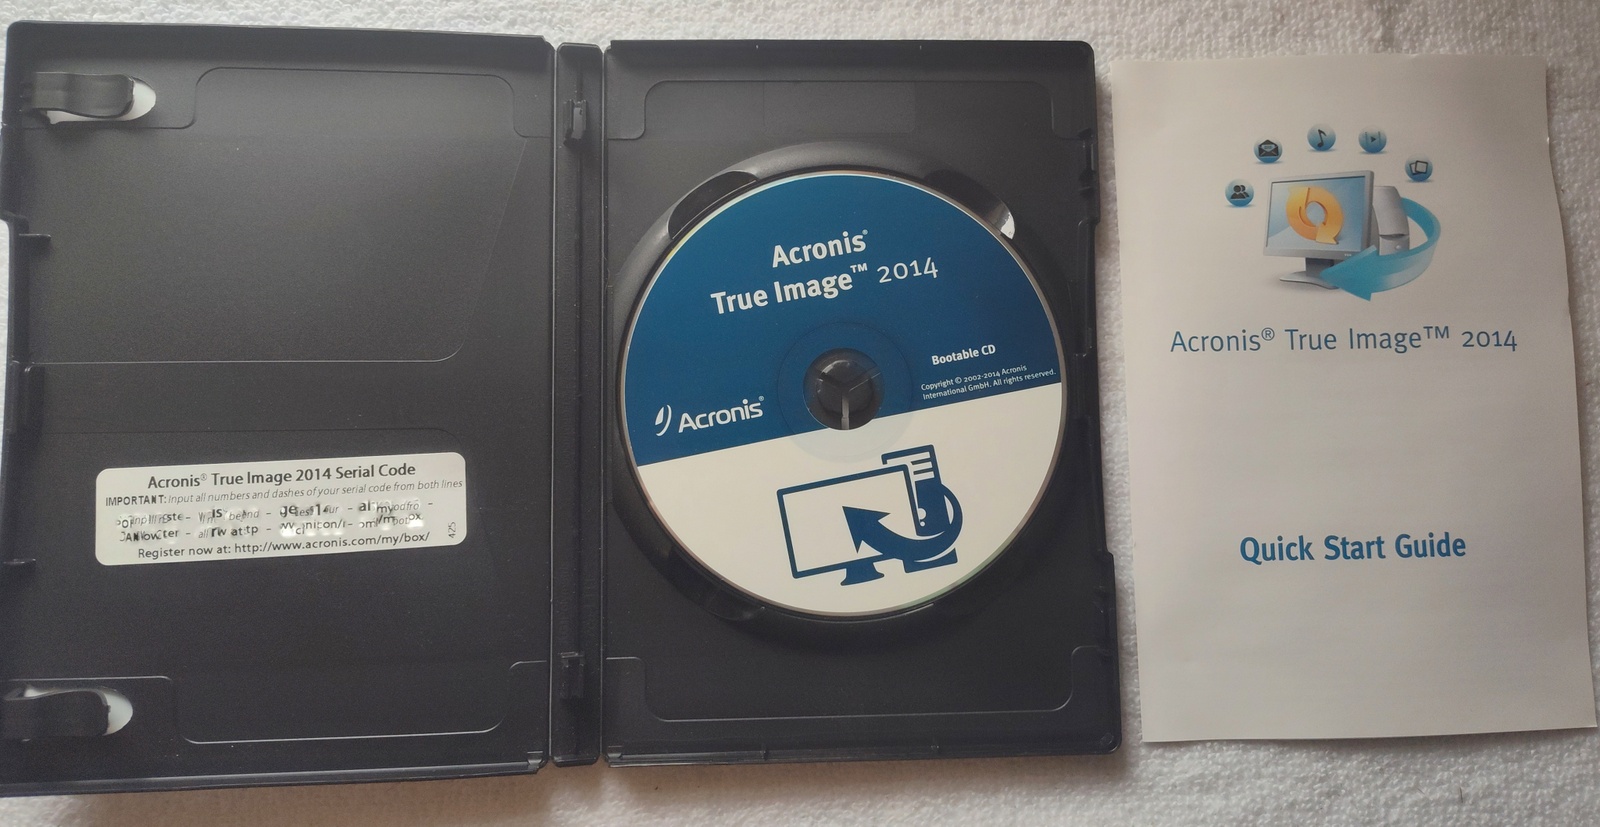 Acronis® True Image 2014 Serial Code
IMPORTANT: Input all numbers and dashes of your serial code from both lines
Register now at: http://www.acronis.com/my/box/
425
Acronis®
True Image™ 2014
Bootable CD
Copyright © 2002-2014 Acronis
International GmbH. All rights reserved.
Acronis®
Acronis® True Image™ 2014
Quick Start Guide